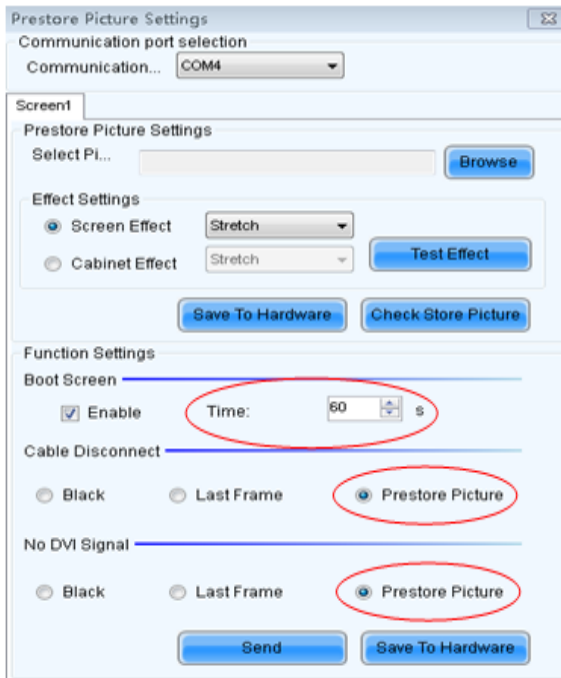 Prestore Picture Settings
Communication port selection
Communication... COM4
Screen1
Prestore Picture Settings
Select Pi... Browse
Effect Settings
Screen Effect Stretch
Cabinet Effect Stretch Test Effect
Save To Hardware Check Store Picture
Function Settings
Boot Screen
Enable Time: 60 s
Cable Disconnect
Black Last Frame Prestore Picture
No DVI Signal
Black Last Frame Prestore Picture
Send Save To Hardware